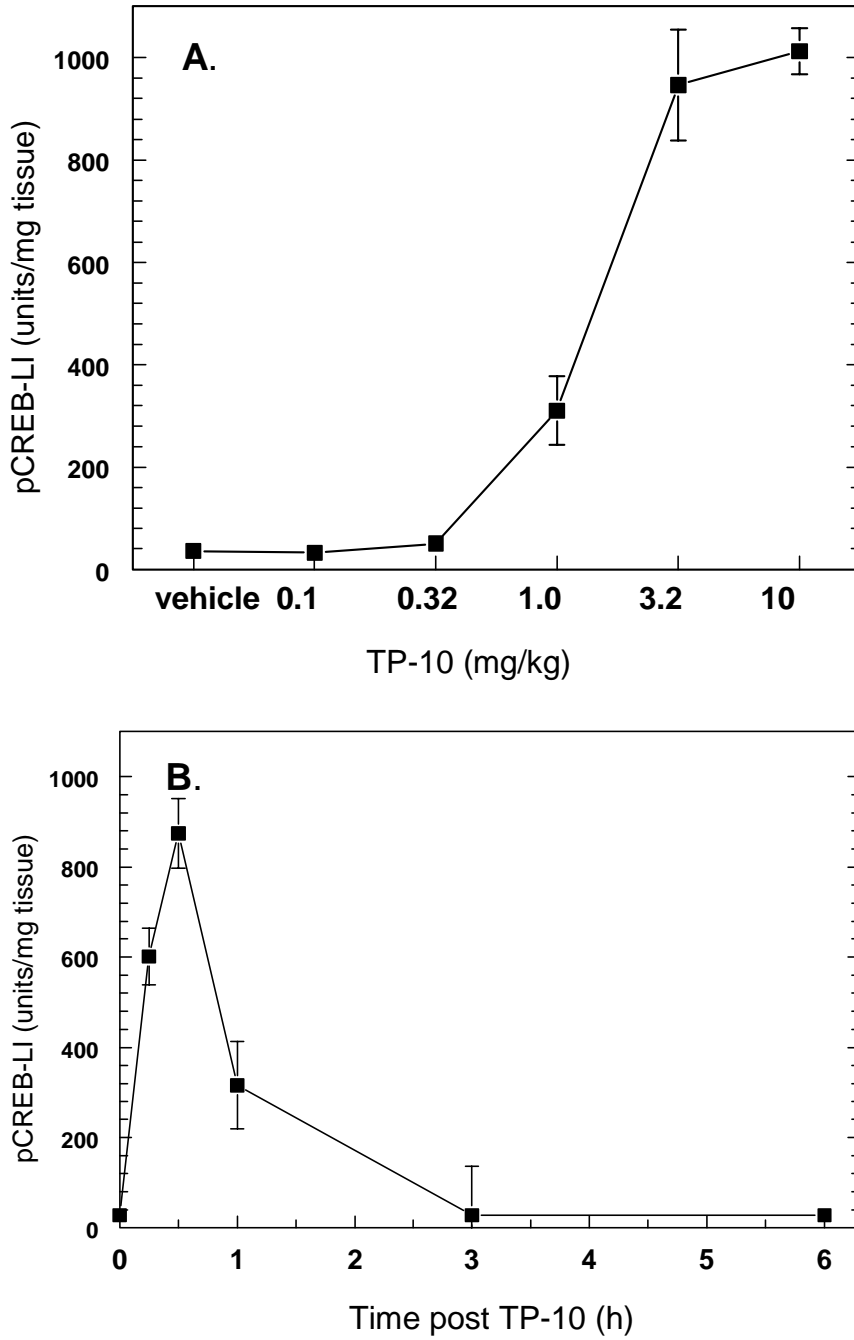 A.
pCREB-LI (units/mg tissue)
1000
800
600
400
200
0
vehicle 0.1 0.32 1.0 3.2 10
TP-10 (mg/kg)
B.
pCREB-LI (units/mg tissue)
1000
800
600
400
200
0
0 1 2 3 4 5 6
Time post TP-10 (h)